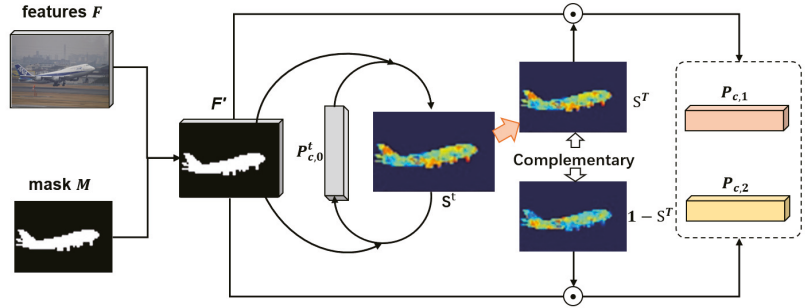 features F
F'
mask M
P^t_{c,0}
S^t
S^T
Complementary
1 − S^T
P_{c,1}
P_{c,2}